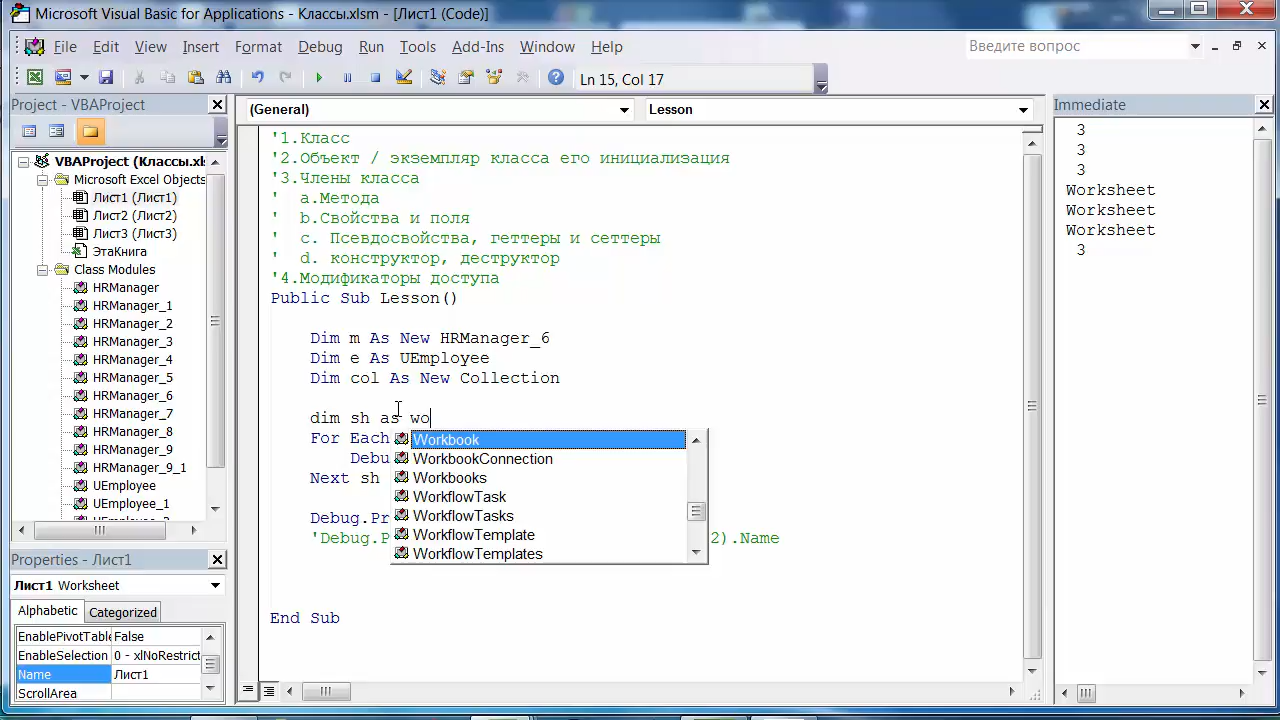 Microsoft Visual Basic for Applications - Классы.xlsm - [Лист1 (Code)]
File Edit View Insert Format Debug Run Tools Add-Ins Window Help Введите вопрос
Ln 15, Col 17
Project - VBAProject
VBAProject (Классы.xls
Microsoft Excel Objects
Лист1 (Лист1)
Лист2 (Лист2)
Лист3 (Лист3)
ЭтаКнига
Class Modules
HRManager
HRManager_1
HRManager_2
HRManager_3
HRManager_4
HRManager_5
HRManager_6
HRManager_7
HRManager_8
HRManager_9
HRManager_9_1
UEmployee
UEmployee_1
Properties - Лист1
Лист1 Worksheet
Alphabetic Categorized
EnablePivotTable False
EnableSelection 0 - xlNoRestrict
Name Лист1
ScrollArea
(General) Lesson
'1.Класс
'2.Объект / экземпляр класса его инициализация
'3.Члены класса
' a.Метода
' b.Свойства и поля
' c. Псевдосвойства, геттеры и сеттеры
' d. конструктор, деструктор
'4.Модификаторы доступа
Public Sub Lesson()
Dim m As New HRManager_6
Dim e As UEmployee
Dim col As New Collection
dim sh as wo
For Each
Debu
Next sh
Debug.Pr
'Debug.P 2).Name
End Sub
Workbook
WorkbookConnection
Workbooks
WorkflowTask
WorkflowTasks
WorkflowTemplate
WorkflowTemplates
Immediate
3
3
3
Worksheet
Worksheet
Worksheet
3